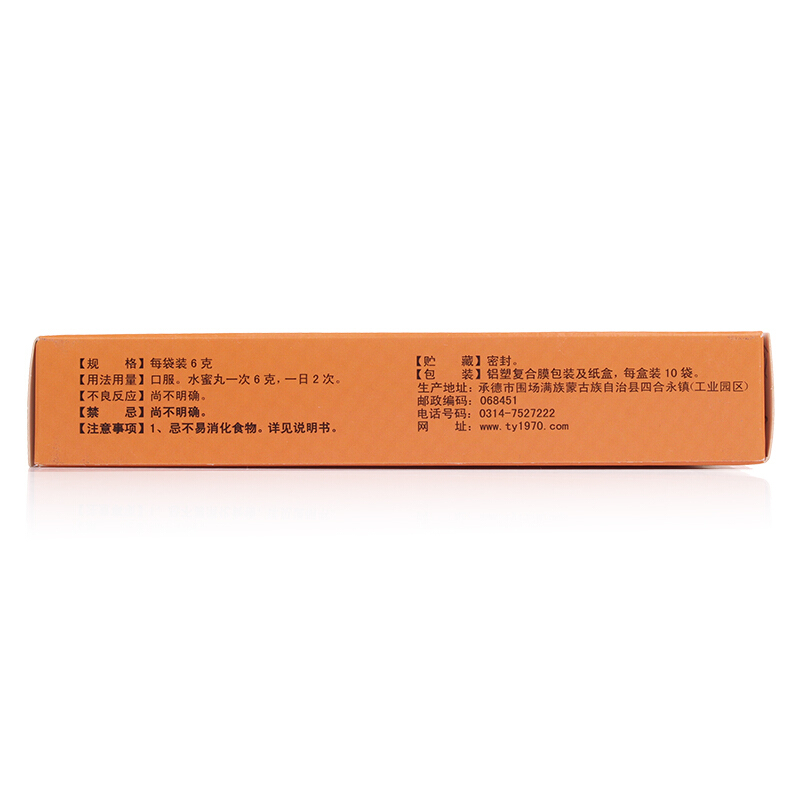 【规 格】每袋装6克
【用法用量】口服。水蜜丸一次6克，一日2次。
【不良反应】尚不明确。
【禁 忌】尚不明确。
【注意事项】1、忌不易消化食物。详见说明书。
【贮 藏】密封。
【包 装】铝塑复合膜包装及纸盒，每盒装10袋。
生产地址：承德市围场满族蒙古族自治县四合永镇(工业园区)
邮政编码：068451
电话号码：0314-7527222
网 址：www.ty1970.com